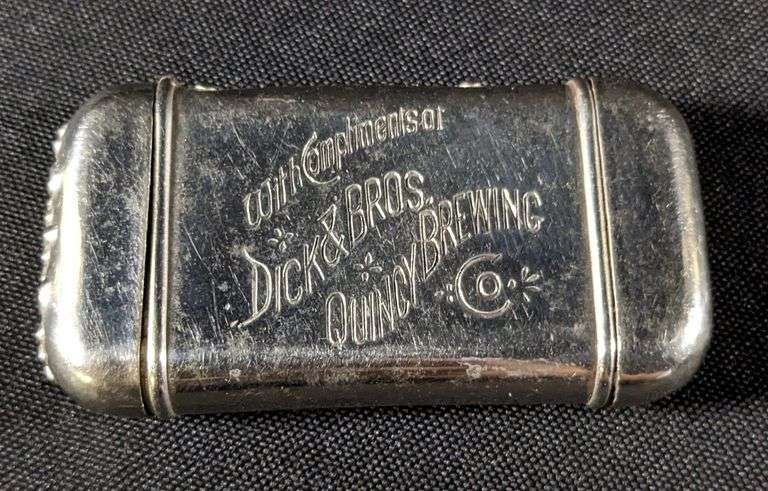 With Compliments of
Dick & Bros.
Quincy Brewing
Co.